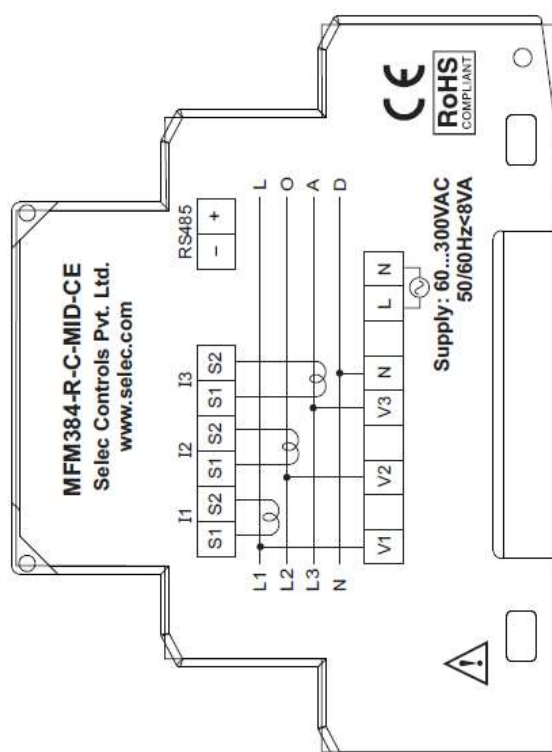 MFM384-R-C-MID-CE
Selec Controls Pvt. Ltd.
www.selec.com
I1 I2 I3 RS485
S1 S2 S1 S2 S1 S2 – +
L1 L
L2 O
L3 A
N D
V1 V2 V3 N L N
Supply: 60...300VAC
50/60Hz<8VA
CE
RoHS
COMPLIANT